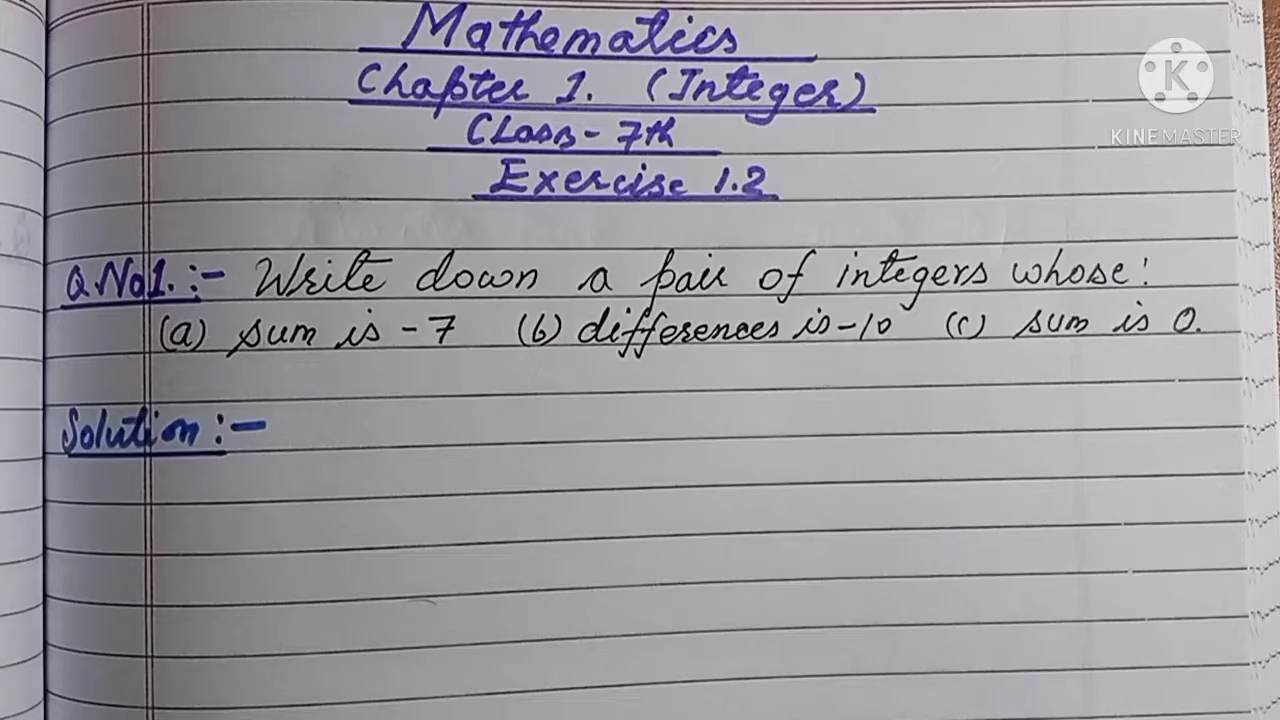 Mathematics
Chapter 1. (Integer)
Class - 7th
Exercise 1.2
KINEMASTER
Q.No1.:- Write down a pair of integers whose:
(a) sum is -7 (b) differences is -10 (c) sum is 0.
Solution :-